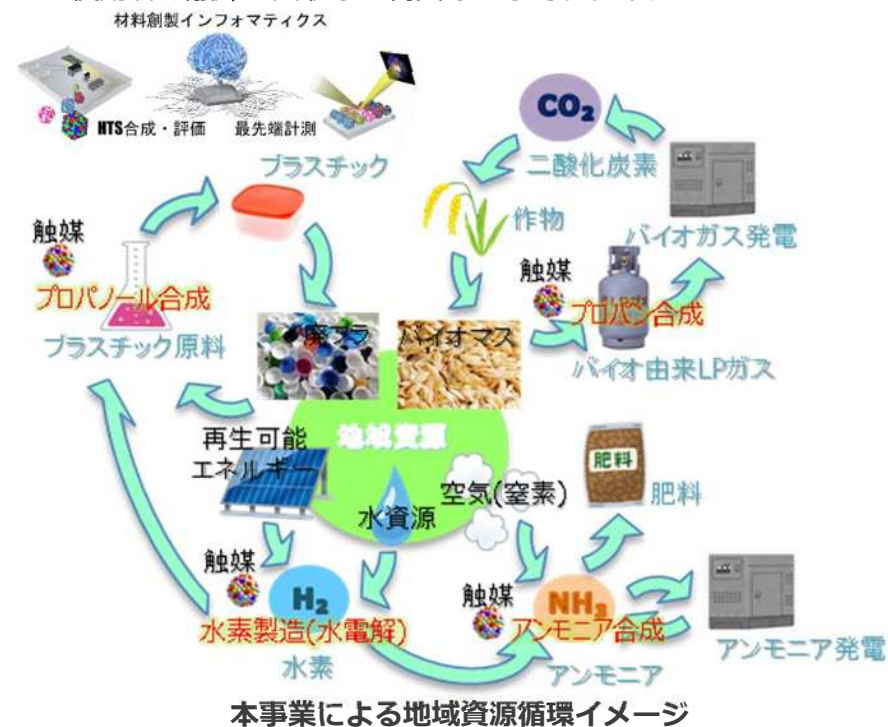 材料創製インフォマティクス
HTS合成・評価
最先端計測
プラスチック
CO₂
二酸化炭素
作物
バイオガス発電
触媒
プロパノール合成
プラスチック原料
触媒
プロパン合成
バイオ由来LPガス
廃プラ
バイオマス
地域資源
再生可能
エネルギー
水資源
空気(窒素)
肥料
肥料
触媒
H₂
水素製造(水電解)
水素
触媒
NH₃
アンモニア合成
アンモニア
アンモニア発電
本事業による地域資源循環イメージ